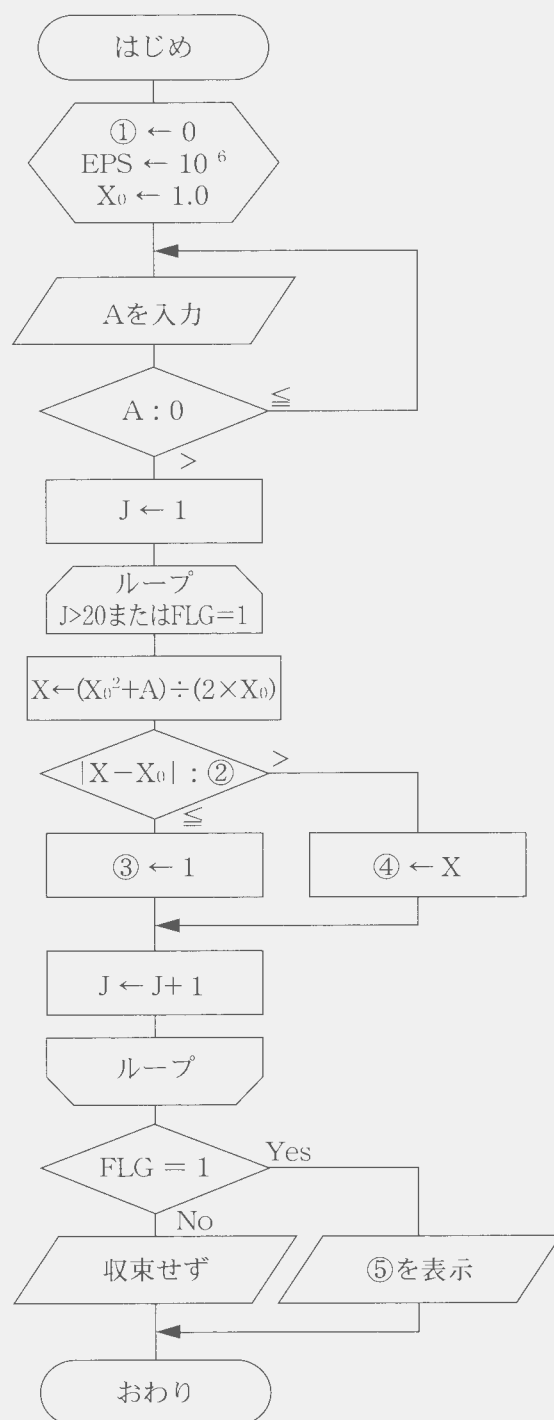 はじめ
① ← 0
EPS ← 10 ⁶
X₀ ← 1.0
Aを入力
A : 0
≦
>
J ← 1
ループ
J>20またはFLG=1
X←(X₀²+A)÷(2×X₀)
|X−X₀| : ②
>
≦
③ ← 1
④ ← X
J ← J+ 1
ループ
FLG = 1
Yes
No
収束せず
⑤を表示
おわり